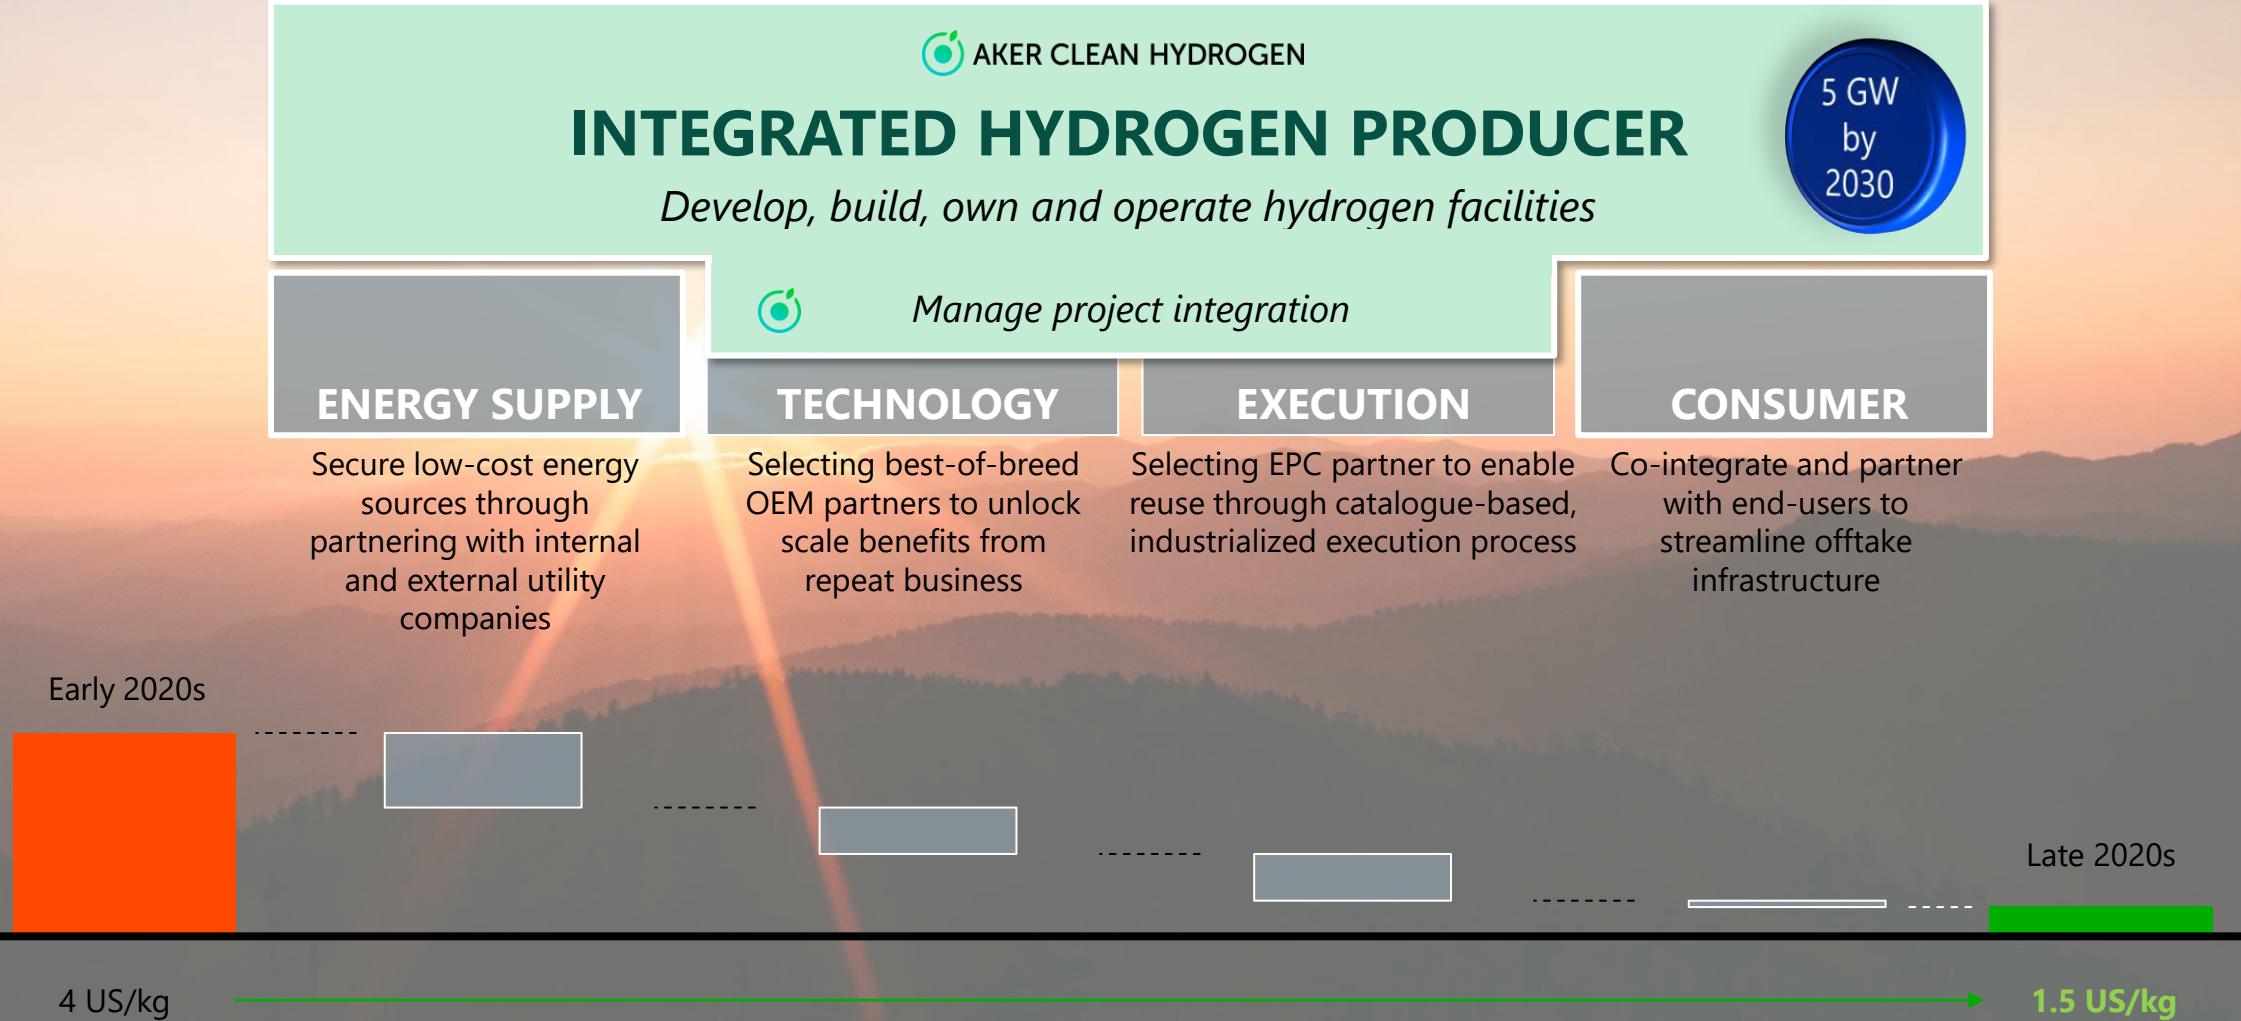 AKER CLEAN HYDROGEN
INTEGRATED HYDROGEN PRODUCER
Develop, build, own and operate hydrogen facilities
5 GW
by
2030
Manage project integration
ENERGY SUPPLY
Secure low-cost energy
sources through
partnering with internal
and external utility
companies
TECHNOLOGY
Selecting best-of-breed
OEM partners to unlock
scale benefits from
repeat business
EXECUTION
Selecting EPC partner to enable
reuse through catalogue-based,
industrialized execution process
CONSUMER
Co-integrate and partner
with end-users to
streamline offtake
infrastructure
Early 2020s
Late 2020s
4 US/kg
1.5 US/kg